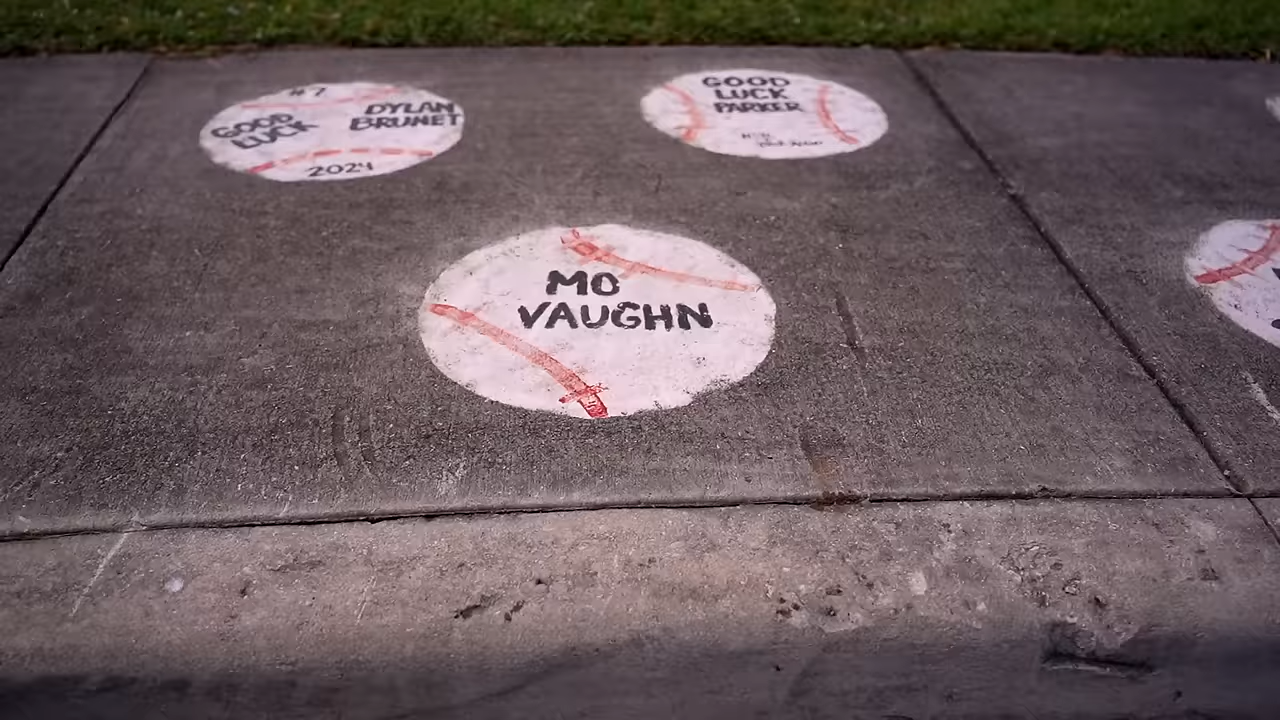 #7
GOOD
LUCK
DYLAN
BRUNET
2024
GOOD
LUCK
PARKER
MO
VAUGHN